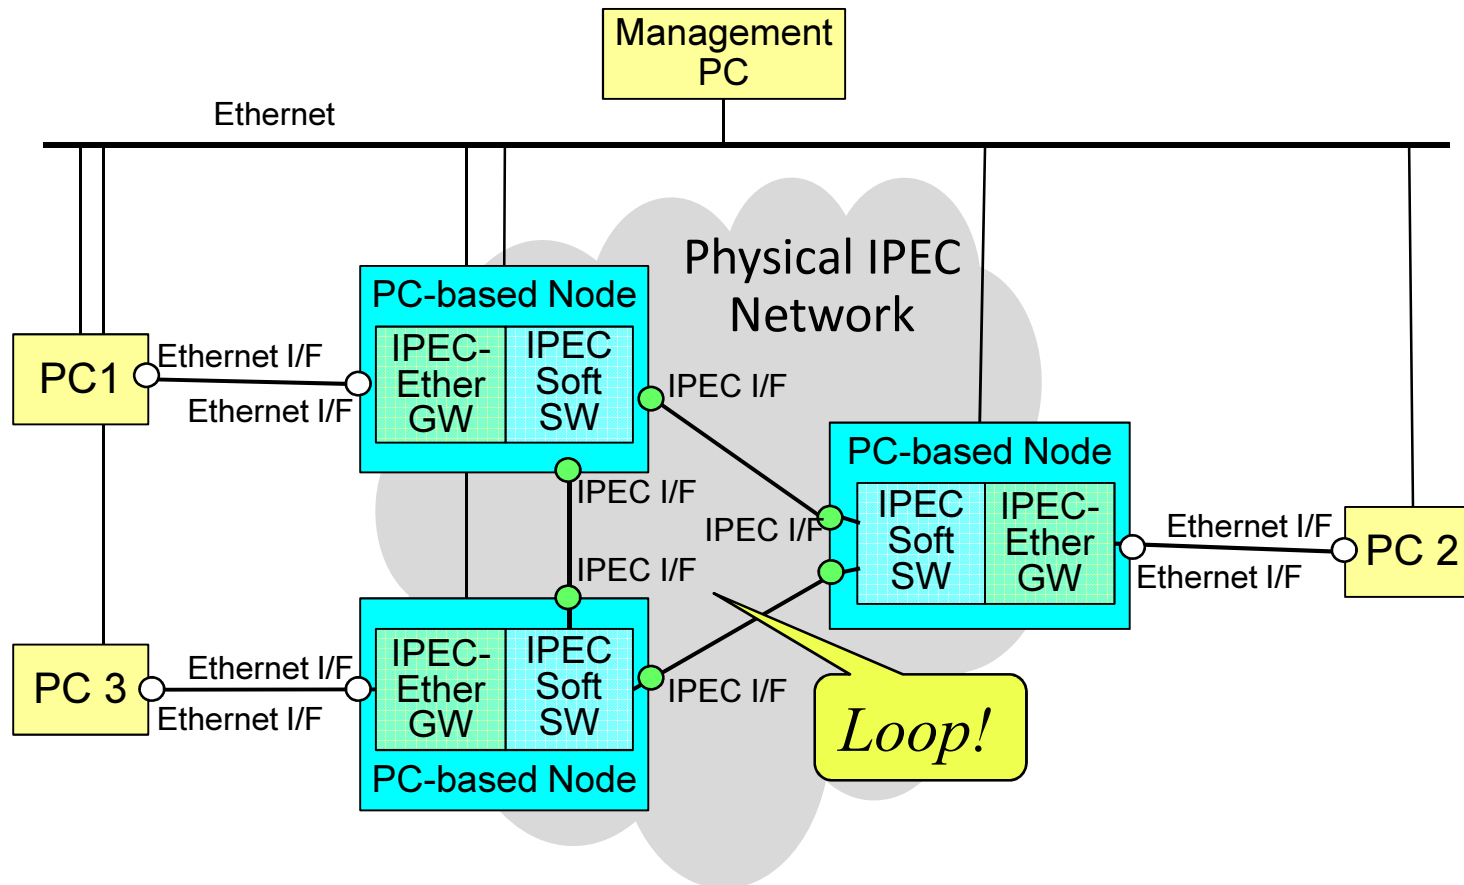 Management
PC
Ethernet
Physical IPEC
Network
PC-based Node
IPEC-
Ether
GW
IPEC
Soft
SW
PC1
Ethernet I/F
Ethernet I/F
IPEC I/F
IPEC I/F
IPEC I/F
IPEC I/F
PC-based Node
IPEC
Soft
SW
IPEC-
Ether
GW
Ethernet I/F
Ethernet I/F
PC 2
PC 3
Ethernet I/F
Ethernet I/F
IPEC-
Ether
GW
IPEC
Soft
SW
PC-based Node
IPEC I/F
Loop!